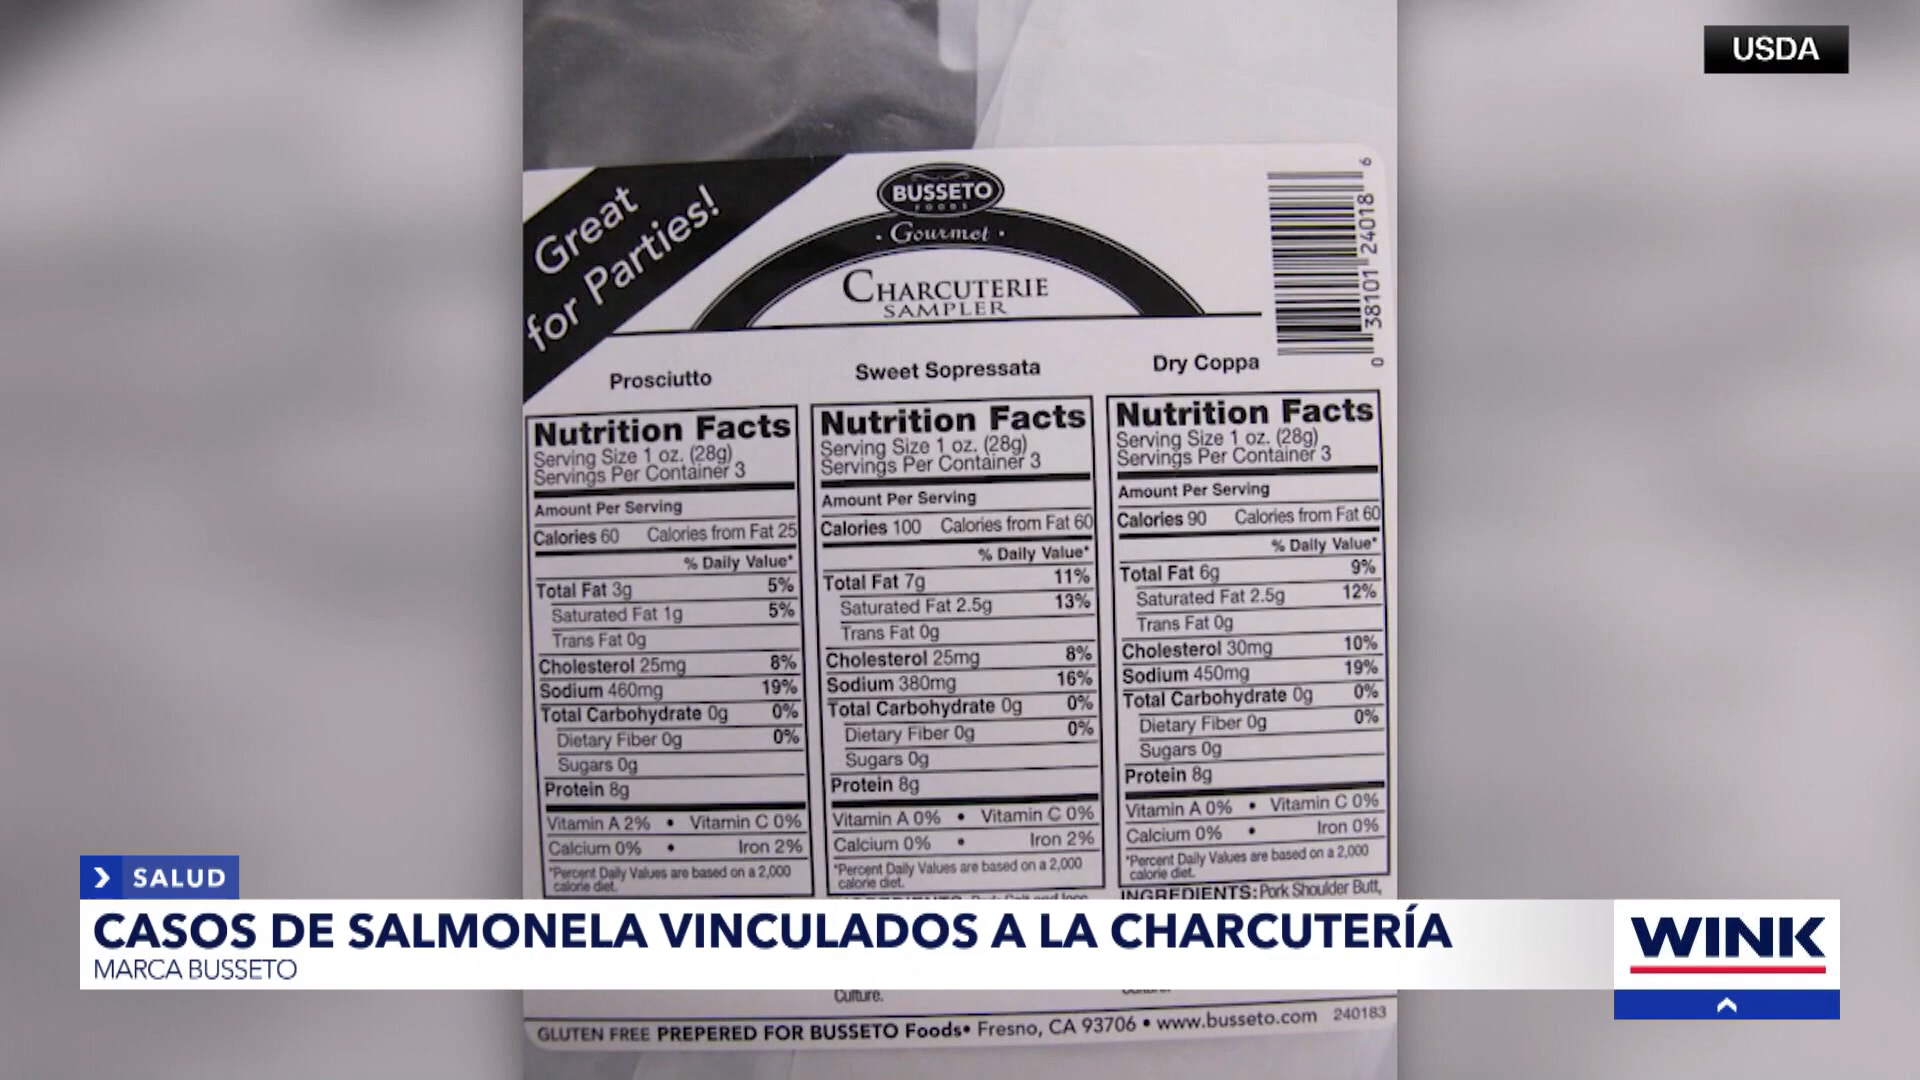 USDA
Great
for Parties!
BUSSETO
FOODS
· Gourmet ·
CHARCUTERIE
SAMPLER
0 38101 24018 6
Prosciutto
Nutrition Facts
Serving Size 1 oz. (28g)
Servings Per Container 3
Amount Per Serving
Calories 60 Calories from Fat 25
% Daily Value*
Total Fat 3g 5%
Saturated Fat 1g 5%
Trans Fat 0g
Cholesterol 25mg 8%
Sodium 460mg 19%
Total Carbohydrate 0g 0%
Dietary Fiber 0g 0%
Sugars 0g
Protein 8g
Vitamin A 2% • Vitamin C 0%
Calcium 0% • Iron 2%
*Percent Daily Values are based on a 2,000
calorie diet.
Sweet Sopressata
Nutrition Facts
Serving Size 1 oz. (28g)
Servings Per Container 3
Amount Per Serving
Calories 100 Calories from Fat 60
% Daily Value*
Total Fat 7g 11%
Saturated Fat 2.5g 13%
Trans Fat 0g
Cholesterol 25mg 8%
Sodium 380mg 16%
Total Carbohydrate 0g 0%
Dietary Fiber 0g 0%
Sugars 0g
Protein 8g
Vitamin A 0% • Vitamin C 0%
Calcium 0% • Iron 2%
*Percent Daily Values are based on a 2,000
calorie diet.
Dry Coppa
Nutrition Facts
Serving Size 1 oz. (28g)
Servings Per Container 3
Amount Per Serving
Calories 90 Calories from Fat 60
% Daily Value*
Total Fat 6g 9%
Saturated Fat 2.5g 12%
Trans Fat 0g
Cholesterol 30mg 10%
Sodium 450mg 19%
Total Carbohydrate 0g 0%
Dietary Fiber 0g 0%
Sugars 0g
Protein 8g
Vitamin A 0% • Vitamin C 0%
Calcium 0% • Iron 0%
*Percent Daily Values are based on a 2,000
calorie diet.
INGREDIENTS: Pork Shoulder Butt,
SALUD
CASOS DE SALMONELA VINCULADOS A LA CHARCUTERÍA
MARCA BUSSETO
WINK
Culture.
GLUTEN FREE PREPERED FOR BUSSETO Foods• Fresno, CA 93706 • www.busseto.com 240183